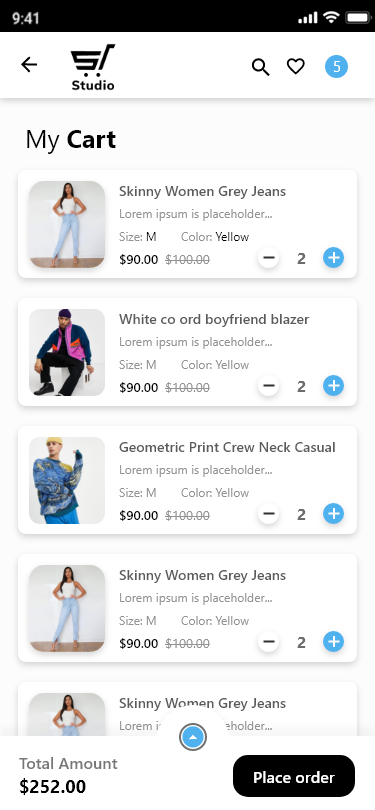 9:41
Studio
5
My Cart
Skinny Women Grey Jeans
Lorem ipsum is placeholder...
Size: M Color: Yellow
$90.00 $100.00 2
White co ord boyfriend blazer
Lorem ipsum is placeholder...
Size: M Color: Yellow
$90.00 $100.00 2
Geometric Print Crew Neck Casual
Lorem ipsum is placeholder...
Size: M Color: Yellow
$90.00 $100.00 2
Skinny Women Grey Jeans
Lorem ipsum is placeholder...
Size: M Color: Yellow
$90.00 $100.00 2
Skinny Women Grey Jeans
Lorem
Total Amount
$252.00
Place order